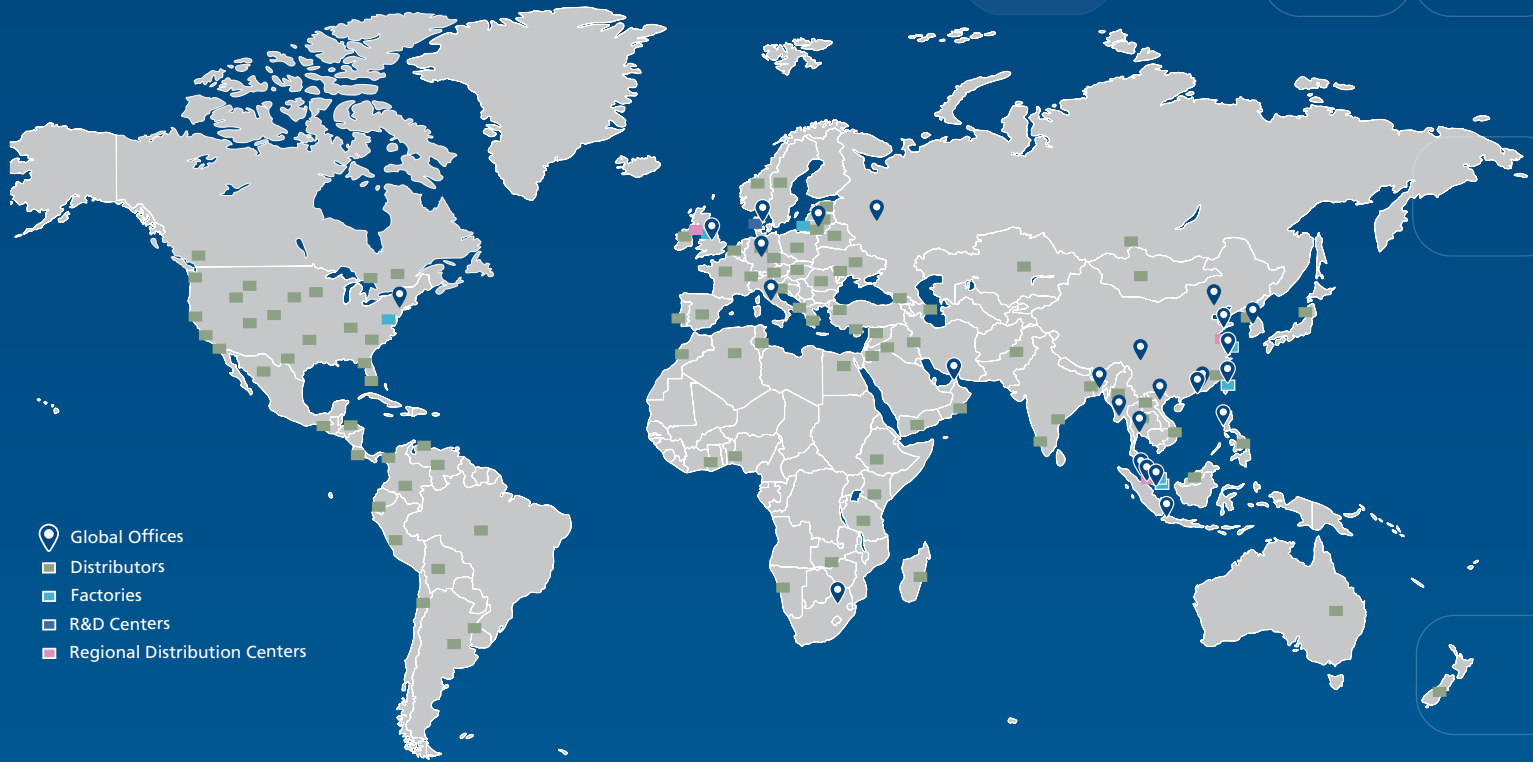 Global Offices
Distributors
Factories
R&D Centers
Regional Distribution Centers